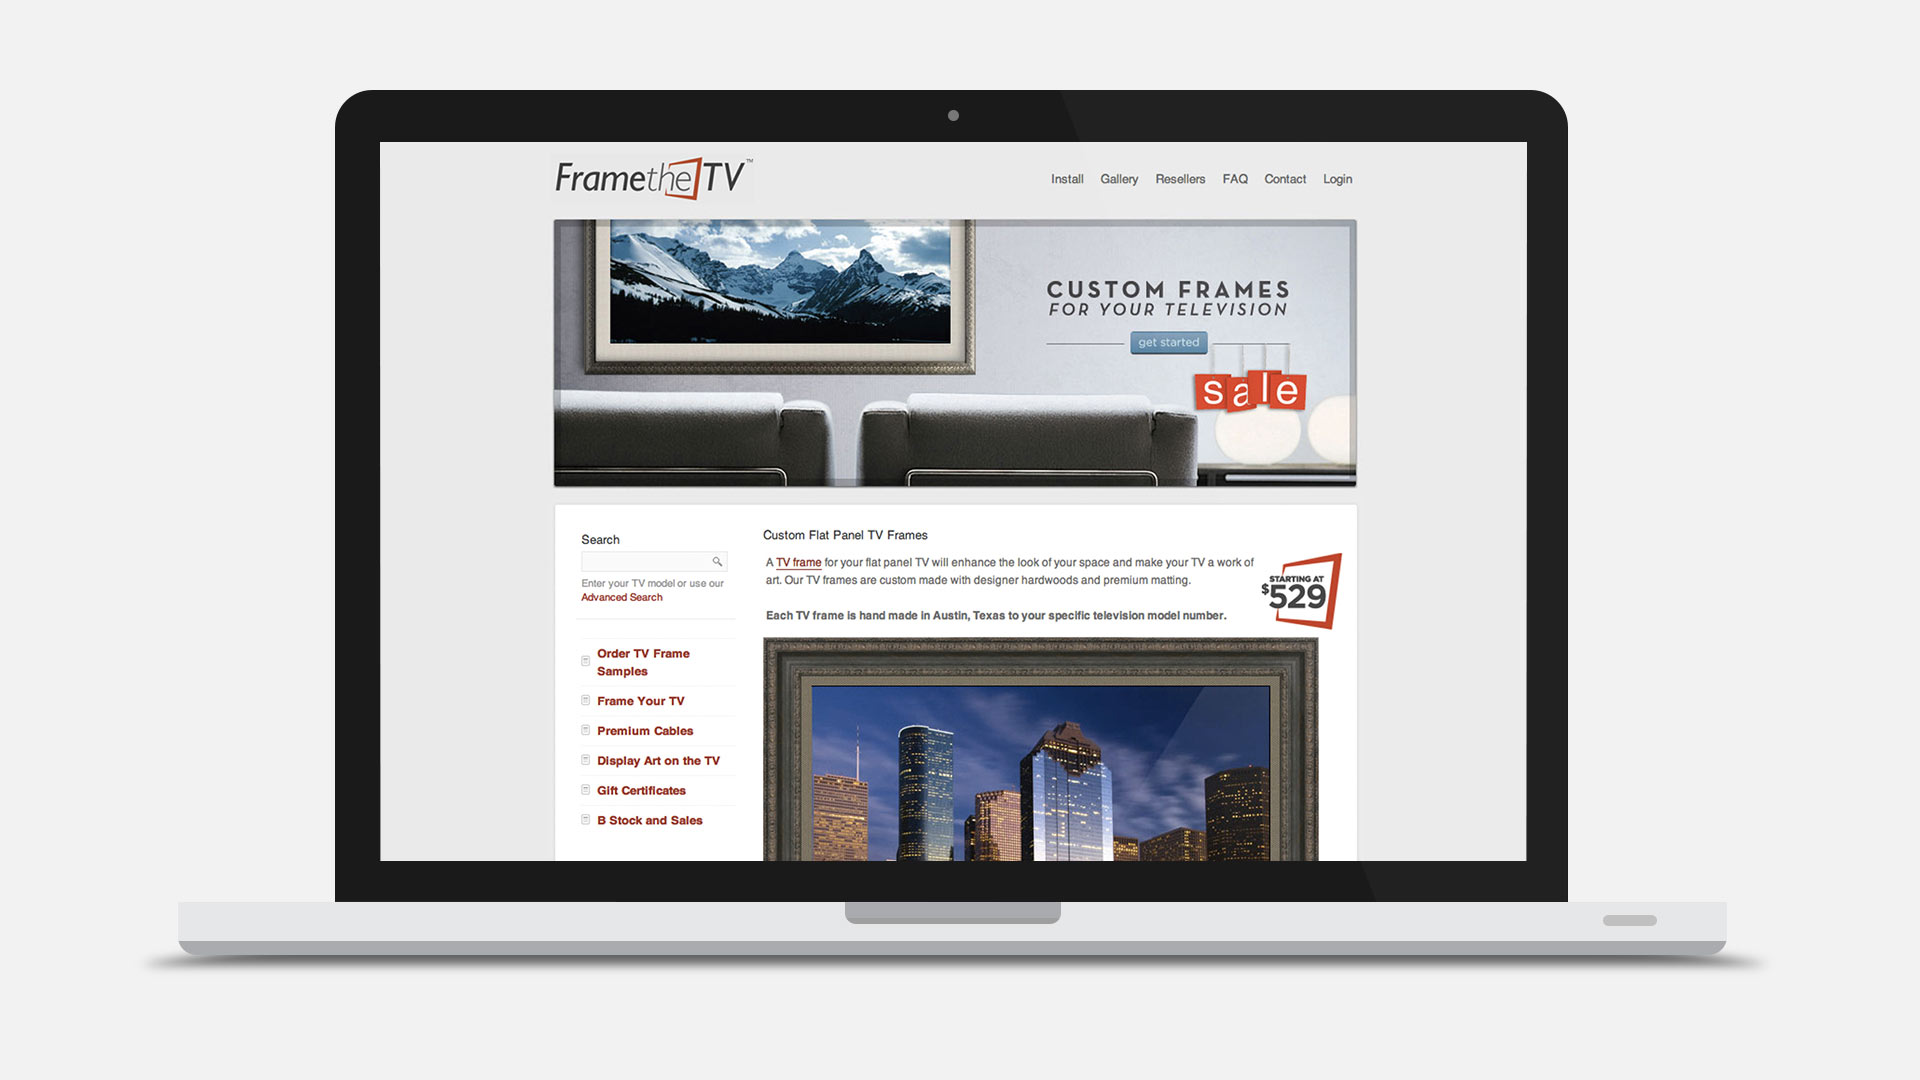 FrametheTV™
Install Gallery Resellers FAQ Contact Login
CUSTOM FRAMES
FOR YOUR TELEVISION
get started
sale
Search
Enter your TV model or use our
Advanced Search
Order TV Frame
Samples
Frame Your TV
Premium Cables
Display Art on the TV
Gift Certificates
B Stock and Sales
Custom Flat Panel TV Frames
A TV frame for your flat panel TV will enhance the look of your space and make your TV a work of
art. Our TV frames are custom made with designer hardwoods and premium matting.
Each TV frame is hand made in Austin, Texas to your specific television model number.
STARTING AT
$529